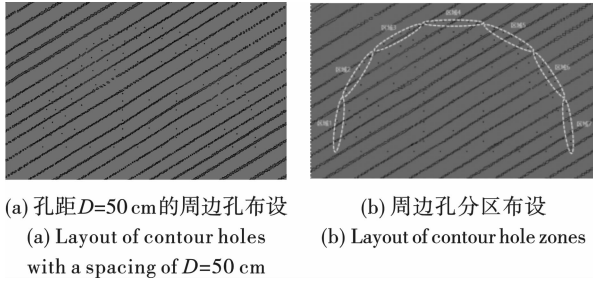 (a) 孔距D=50 cm的周边孔布设
(a) Layout of contour holes
with a spacing of D=50 cm
(b) 周边孔分区布设
(b) Layout of contour hole zones